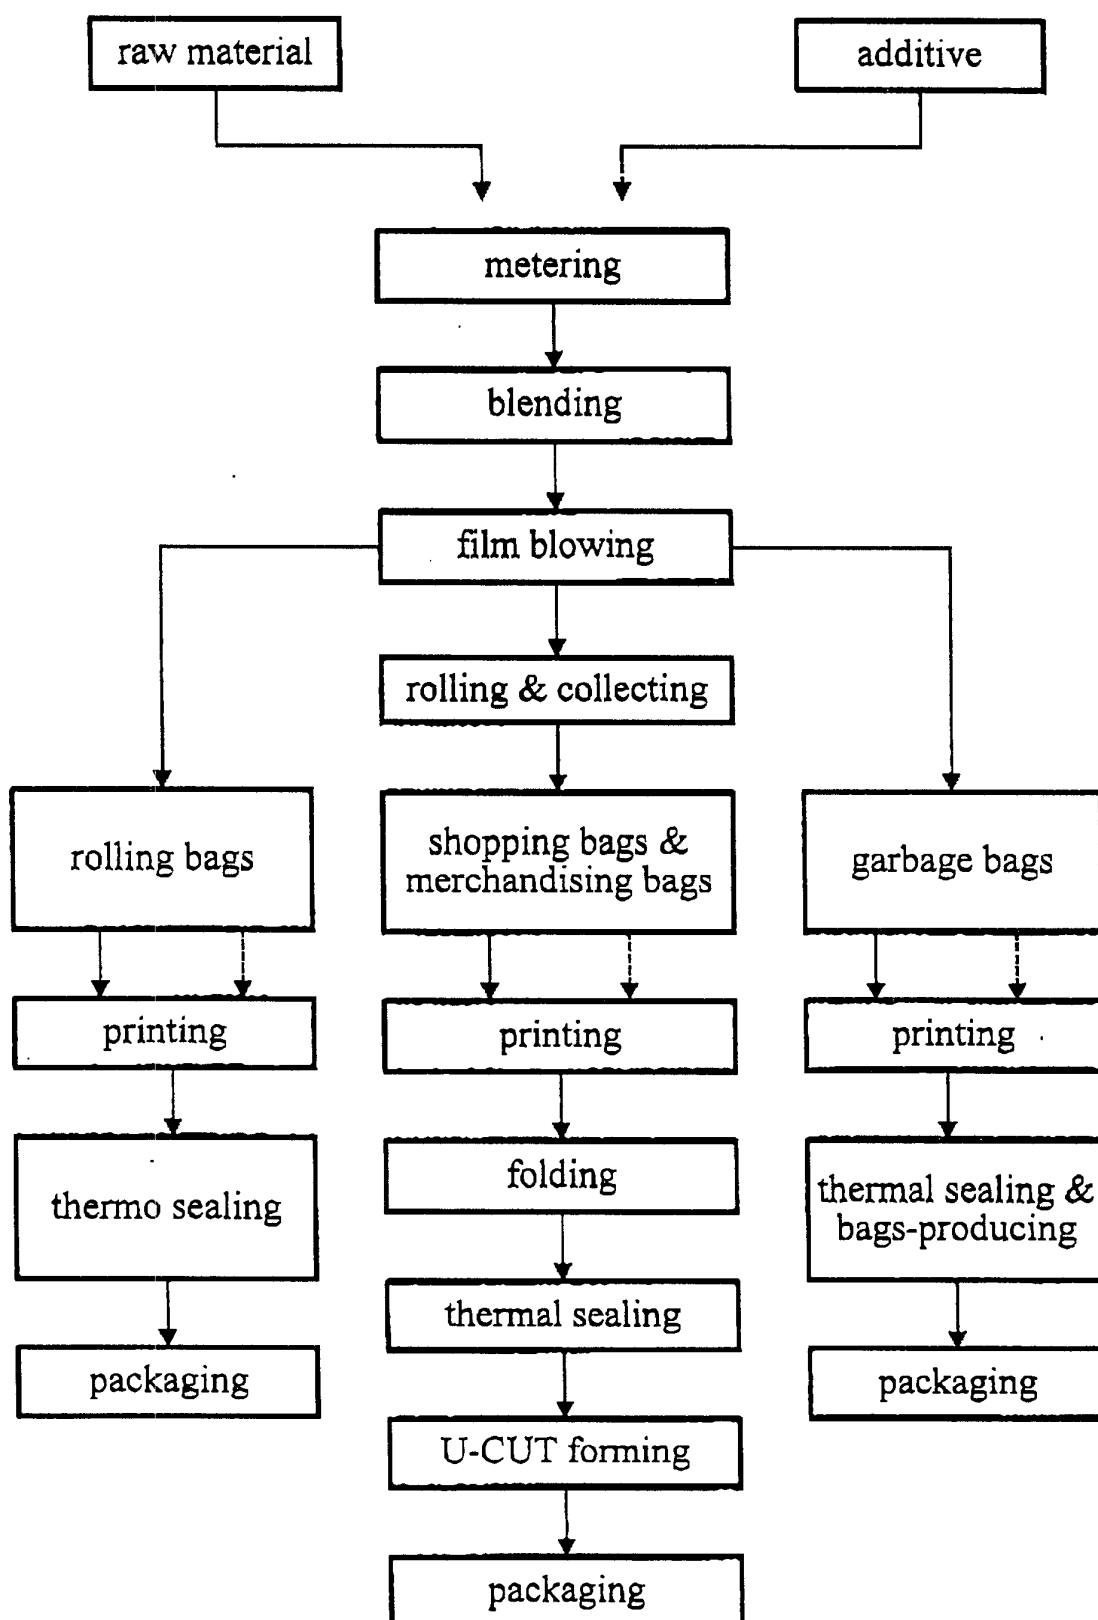 raw material
additive
metering
blending
film blowing
rolling & collecting
rolling bags
shopping bags &
merchandising bags
garbage bags
printing
printing
printing
thermo sealing
folding
thermal sealing &
bags-producing
thermal sealing
packaging
packaging
U-CUT forming
packaging